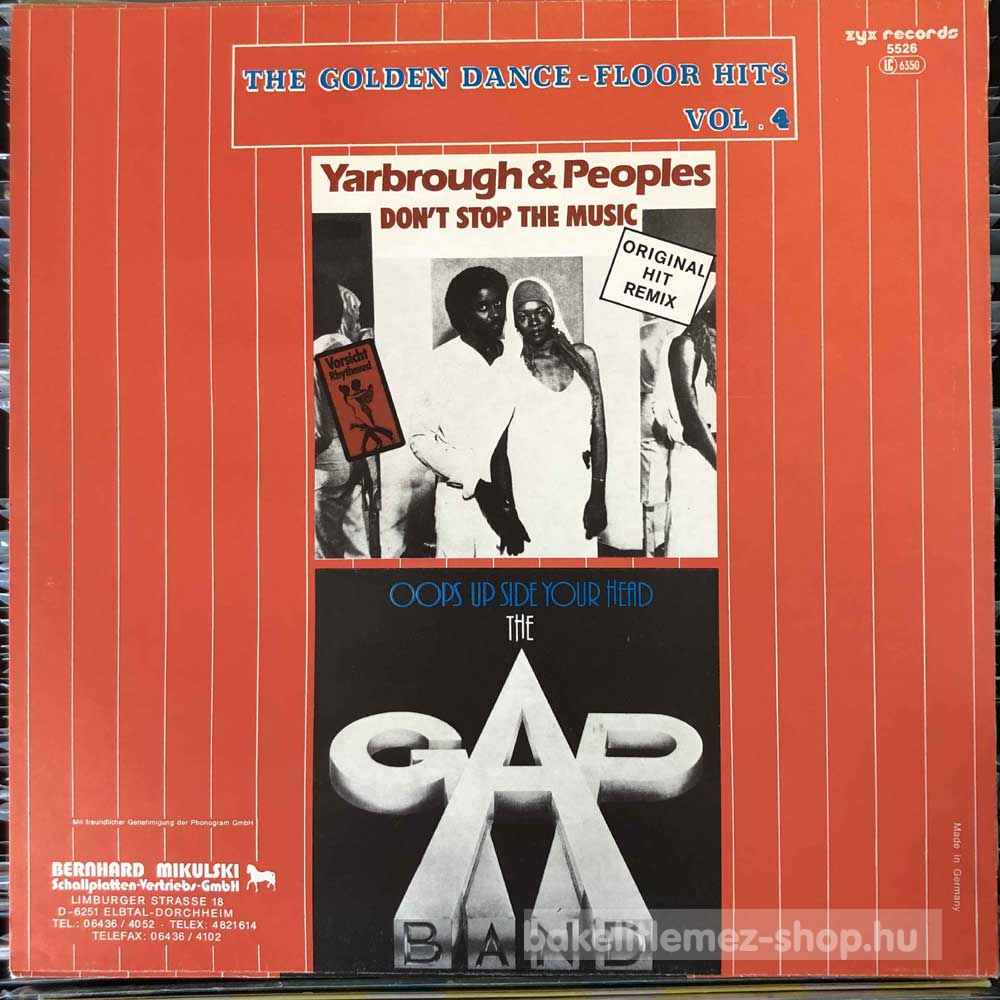 zyx records
5526
LC 6350
THE GOLDEN DANCE-FLOOR HITS
VOL. 4
Yarbrough & Peoples
DON'T STOP THE MUSIC
ORIGINAL
HIT
REMIX
Vorsicht
Rhythmus!
OOPS UP SIDE YOUR HEAD
THE
GAP
BAND
Mit freundlicher Genehmigung der Phonogram GmbH
BERNHARD MIKULSKI
Schallplatten-Vertriebs-GmbH
LIMBURGER STRASSE 18
D-6251 ELBTAL-DORCHHEIM
TEL.: 06436 / 4052 - TELEX: 4821614
TELEFAX: 06436 / 4102
Made in Germany
bakelitlemez-shop.hu